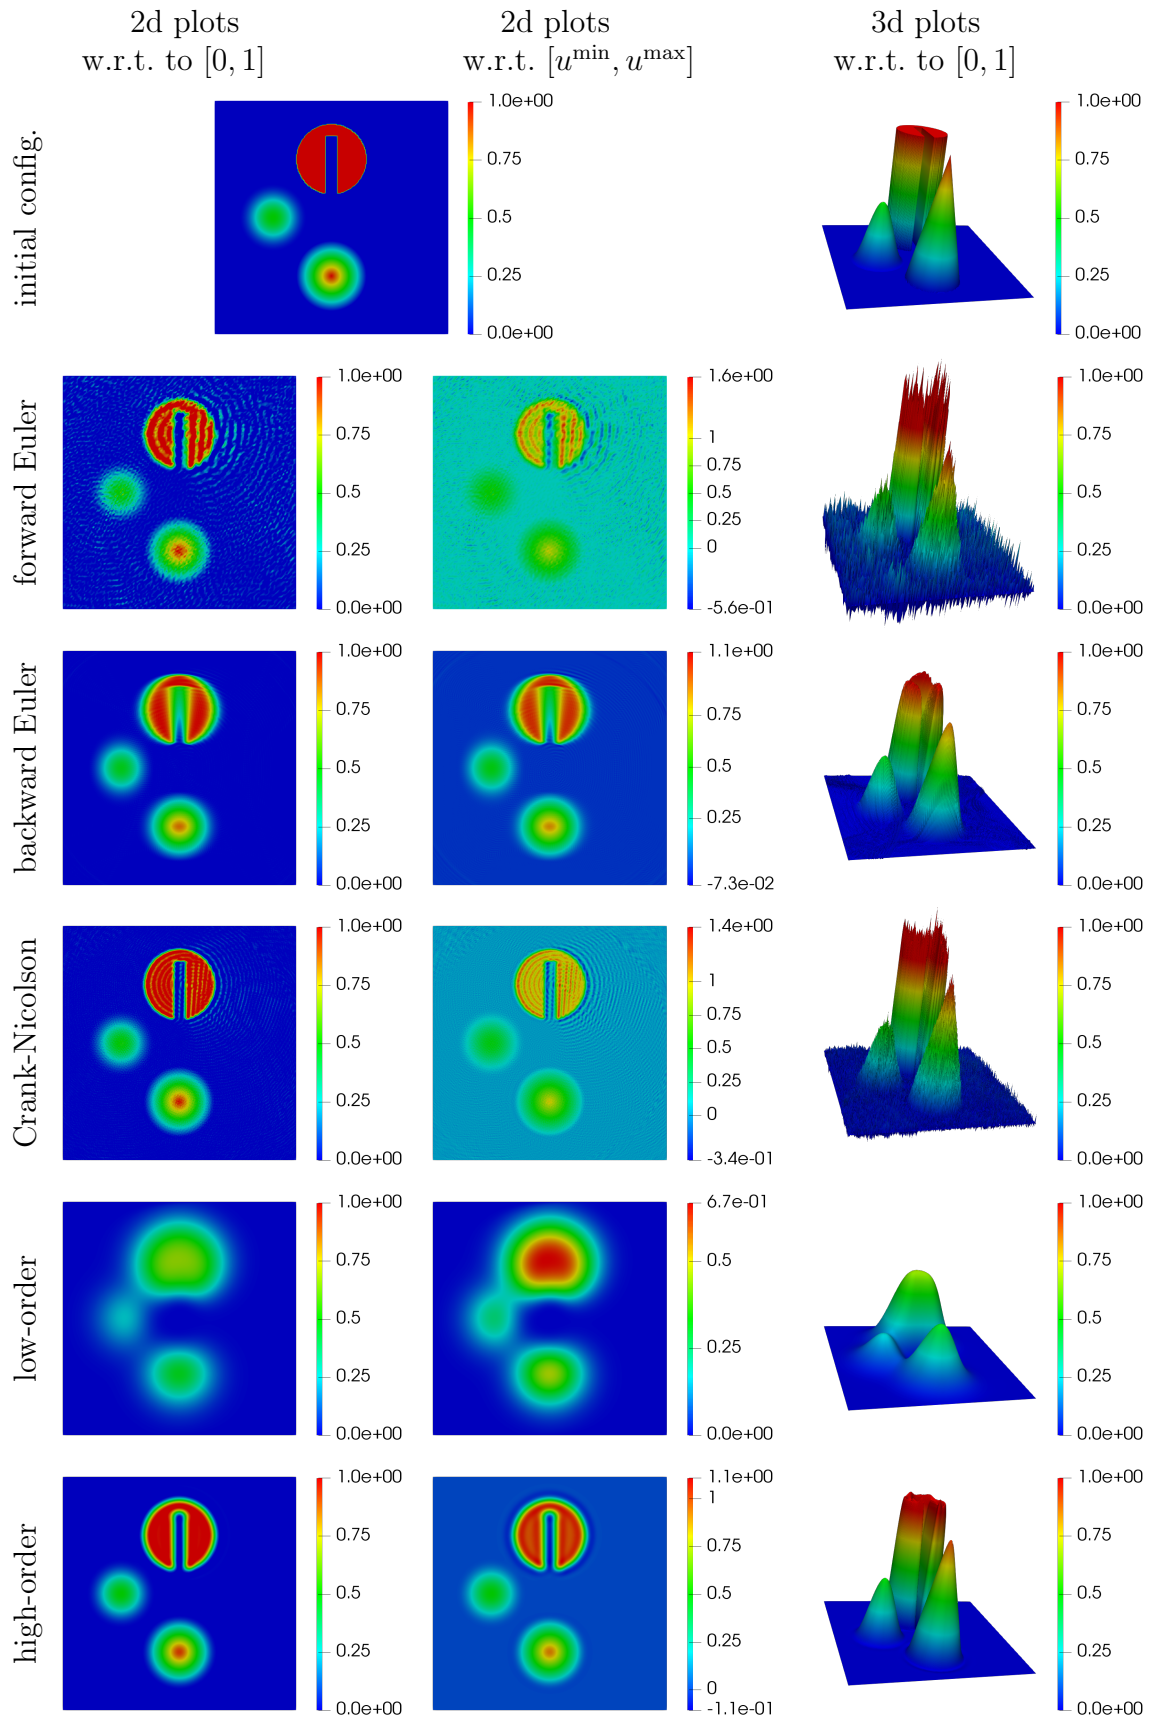 2d plots
w.r.t. to [0, 1]
2d plots
w.r.t. [u^min, u^max]
3d plots
w.r.t. to [0, 1]
initial config.
1.0e+00
0.75
0.5
0.25
0.0e+00
1.0e+00
0.75
0.5
0.25
0.0e+00
forward Euler
1.0e+00
0.75
0.5
0.25
0.0e+00
1.6e+00
1
0.75
0.5
0.25
0
-5.6e-01
1.0e+00
0.75
0.5
0.25
0.0e+00
backward Euler
1.0e+00
0.75
0.5
0.25
0.0e+00
1.1e+00
0.75
0.5
0.25
-7.3e-02
1.0e+00
0.75
0.5
0.25
0.0e+00
Crank-Nicolson
1.0e+00
0.75
0.5
0.25
0.0e+00
1.4e+00
1
0.75
0.5
0.25
0
-3.4e-01
1.0e+00
0.75
0.5
0.25
0.0e+00
low-order
1.0e+00
0.75
0.5
0.25
0.0e+00
6.7e-01
0.5
0.25
0.0e+00
1.0e+00
0.75
0.5
0.25
0.0e+00
high-order
1.0e+00
0.75
0.5
0.25
0.0e+00
1.1e+00
1
0.75
0.5
0.25
0
-1.1e-01
1.0e+00
0.75
0.5
0.25
0.0e+00